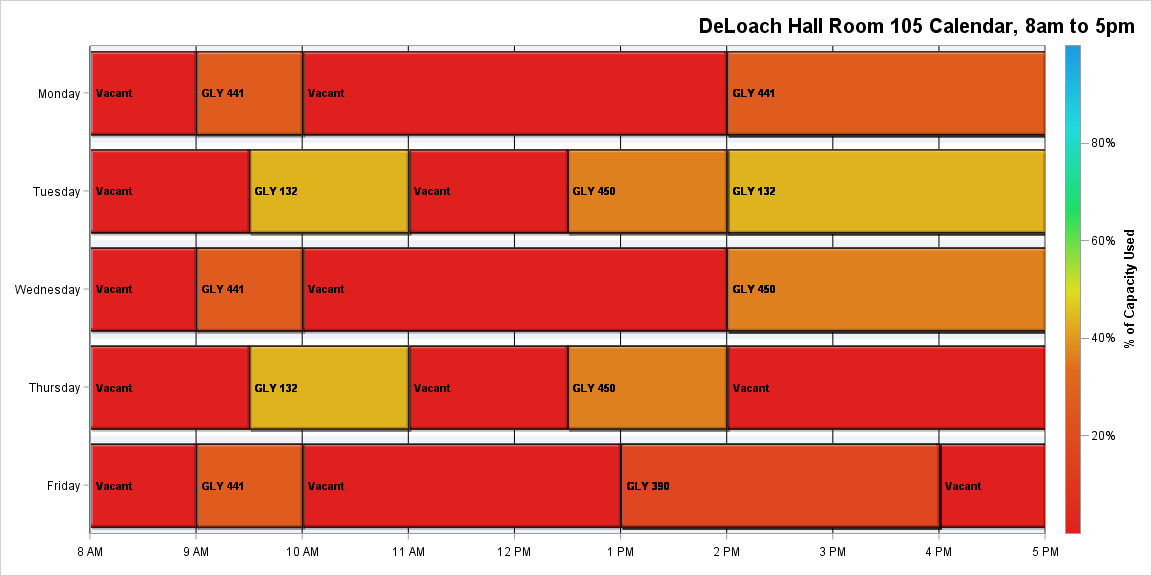 DeLoach Hall Room 105 Calendar, 8am to 5pm
Monday
Vacant
GLY 441
Vacant
GLY 441
Tuesday
Vacant
GLY 132
Vacant
GLY 450
GLY 132
Wednesday
Vacant
GLY 441
Vacant
GLY 450
Thursday
Vacant
GLY 132
Vacant
GLY 450
Vacant
Friday
Vacant
GLY 441
Vacant
GLY 390
Vacant
8 AM
9 AM
10 AM
11 AM
12 PM
1 PM
2 PM
3 PM
4 PM
5 PM
80%
60%
40%
20%
% of Capacity Used